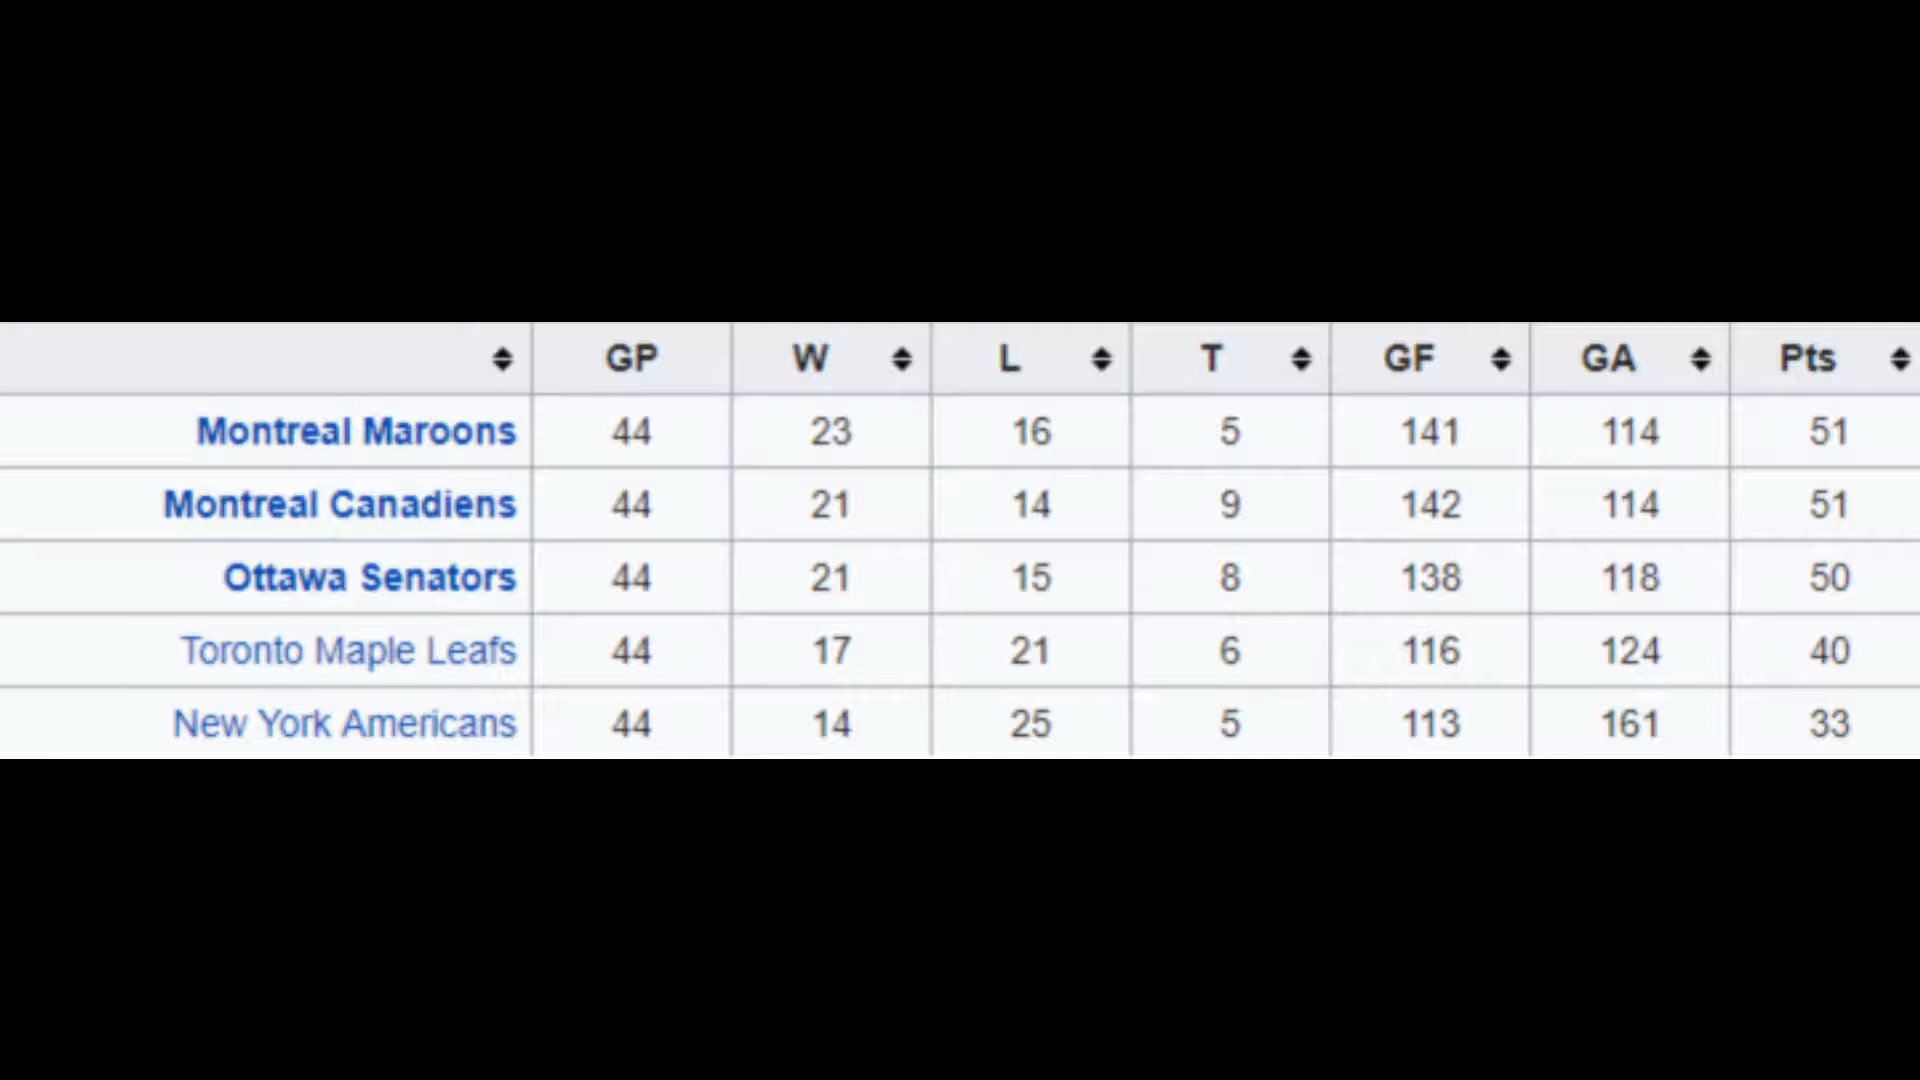 GP W L T GF GA Pts
Montreal Maroons 44 23 16 5 141 114 51
Montreal Canadiens 44 21 14 9 142 114 51
Ottawa Senators 44 21 15 8 138 118 50
Toronto Maple Leafs 44 17 21 6 116 124 40
New York Americans 44 14 25 5 113 161 33